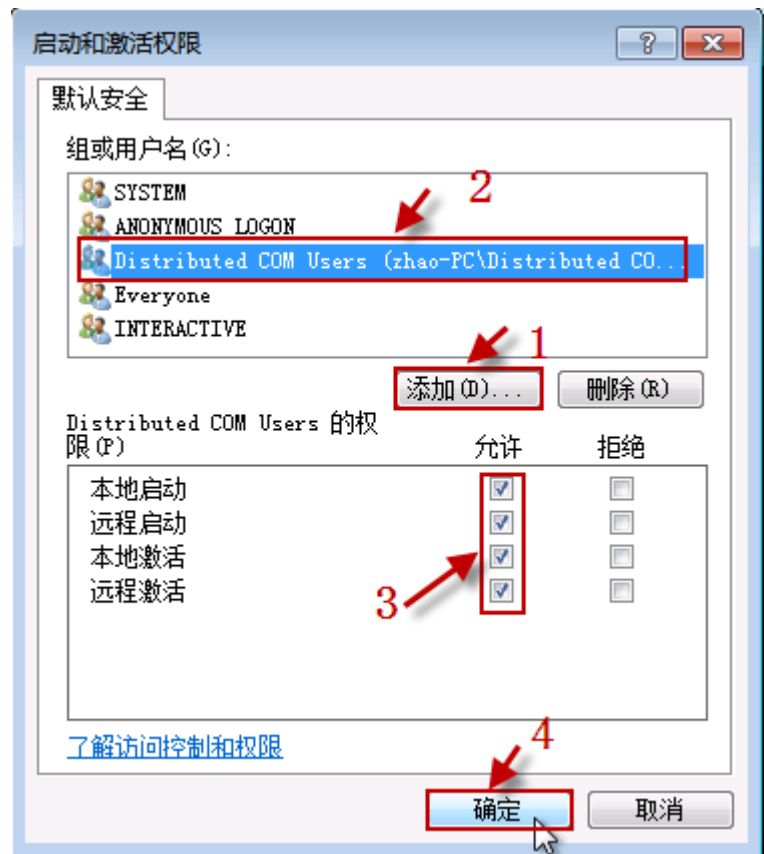 启动和激活权限
默认安全
组或用户名(G):
2
SYSTEM
ANONYMOUS LOGON
Distributed COM Users (zhao-PC\Distributed CO...
Everyone
INTERACTIVE
1
添加(D)... 删除(R)
Distributed COM Users 的权
限(P) 允许 拒绝
本地启动
远程启动
本地激活
远程激活
3
了解访问控制和权限
4
确定 取消